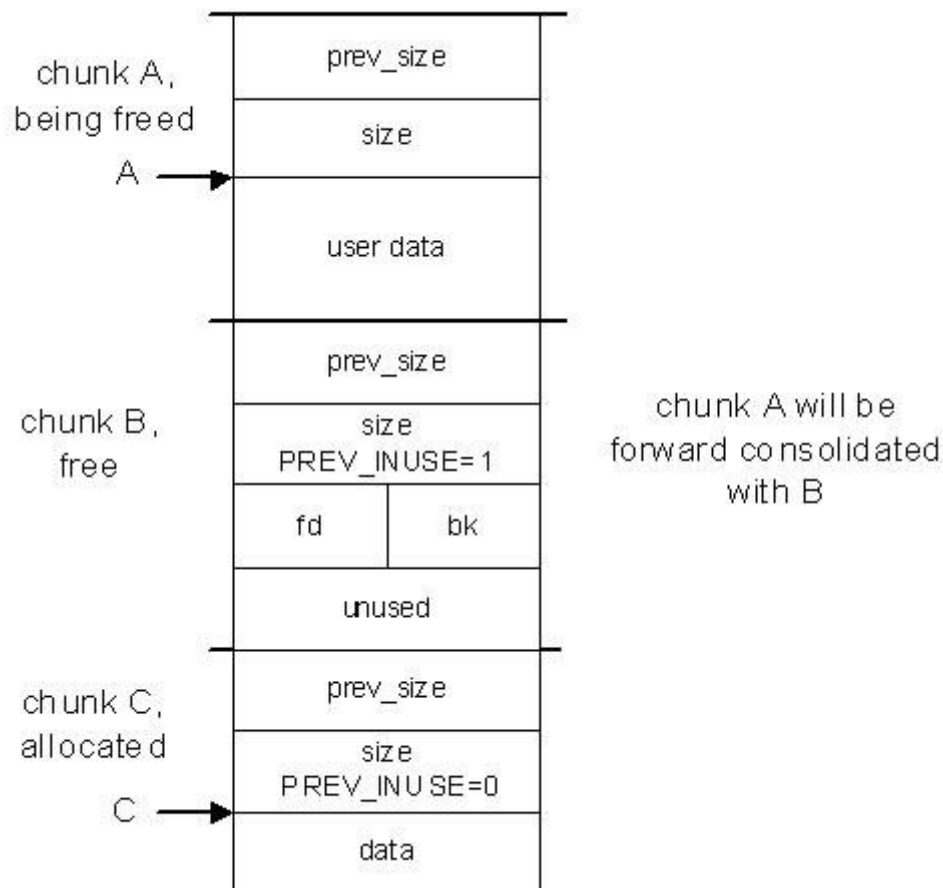 prev_size
chunk A,
being freed
size
A
user data
prev_size
chunk B,
free
size
PREV_INUSE=1
chunk A will be
forward consolidated
with B
fd
bk
unused
prev_size
chunk C,
allocated
size
PREV_INUSE=0
C
data